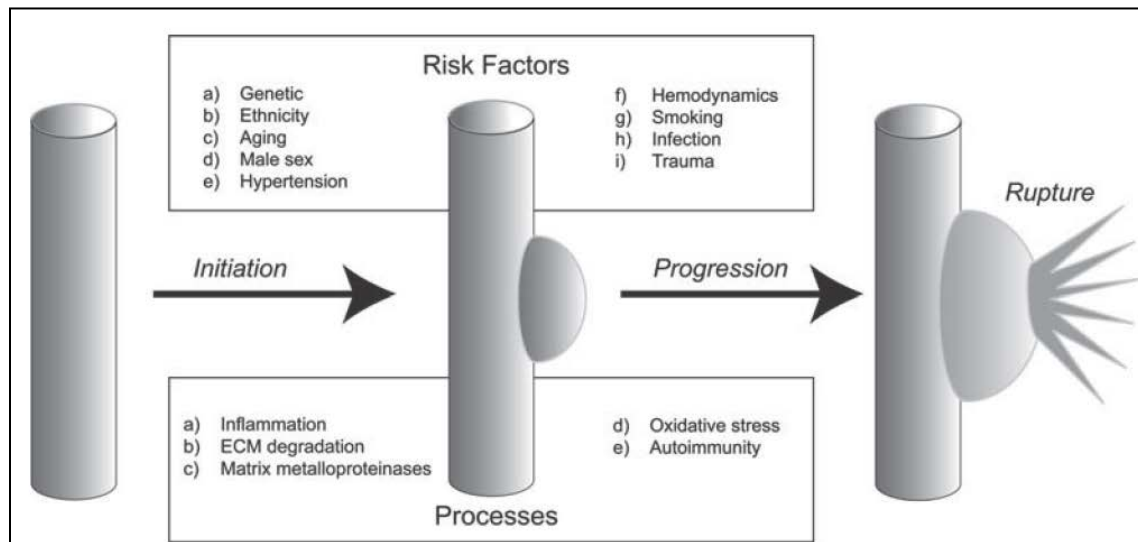 Risk Factors
a) Genetic
b) Ethnicity
c) Aging
d) Male sex
e) Hypertension
f) Hemodynamics
g) Smoking
h) Infection
i) Trauma
Initiation
Progression
Rupture
a) Inflammation
b) ECM degradation
c) Matrix metalloproteinases
d) Oxidative stress
e) Autoimmunity
Processes